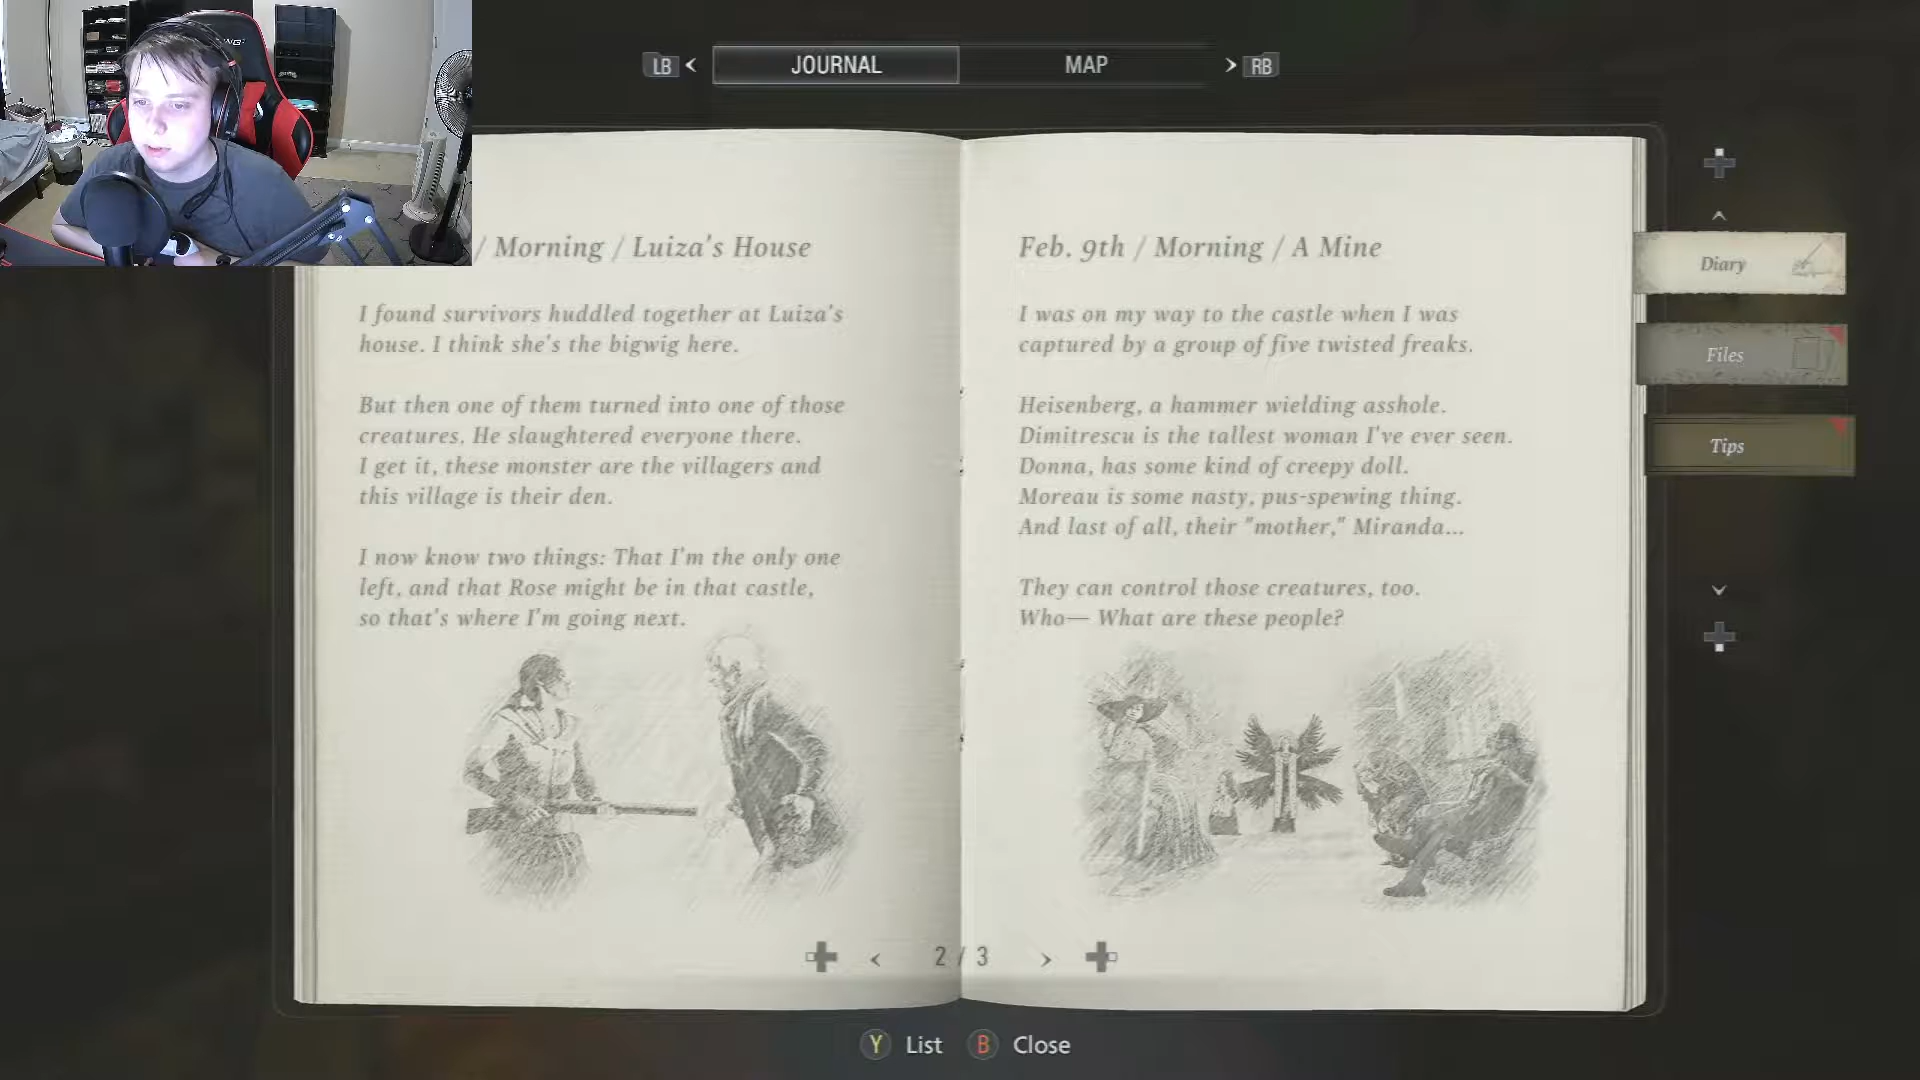 LB
JOURNAL
MAP
RB
/ Morning / Luiza's House
I found survivors huddled together at Luiza's
house. I think she's the bigwig here.
But then one of them turned into one of those
creatures. He slaughtered everyone there.
I get it, these monster are the villagers and
this village is their den.
I now know two things: That I'm the only one
left, and that Rose might be in that castle,
so that's where I'm going next.
Feb. 9th / Morning / A Mine
I was on my way to the castle when I was
captured by a group of five twisted freaks.
Heisenberg, a hammer wielding asshole.
Dimitrescu is the tallest woman I've ever seen.
Donna, has some kind of creepy doll.
Moreau is some nasty, pus-spewing thing.
And last of all, their "mother," Miranda...
They can control those creatures, too.
Who— What are these people?
Diary
Files
Tips
2 / 3
Y List B Close